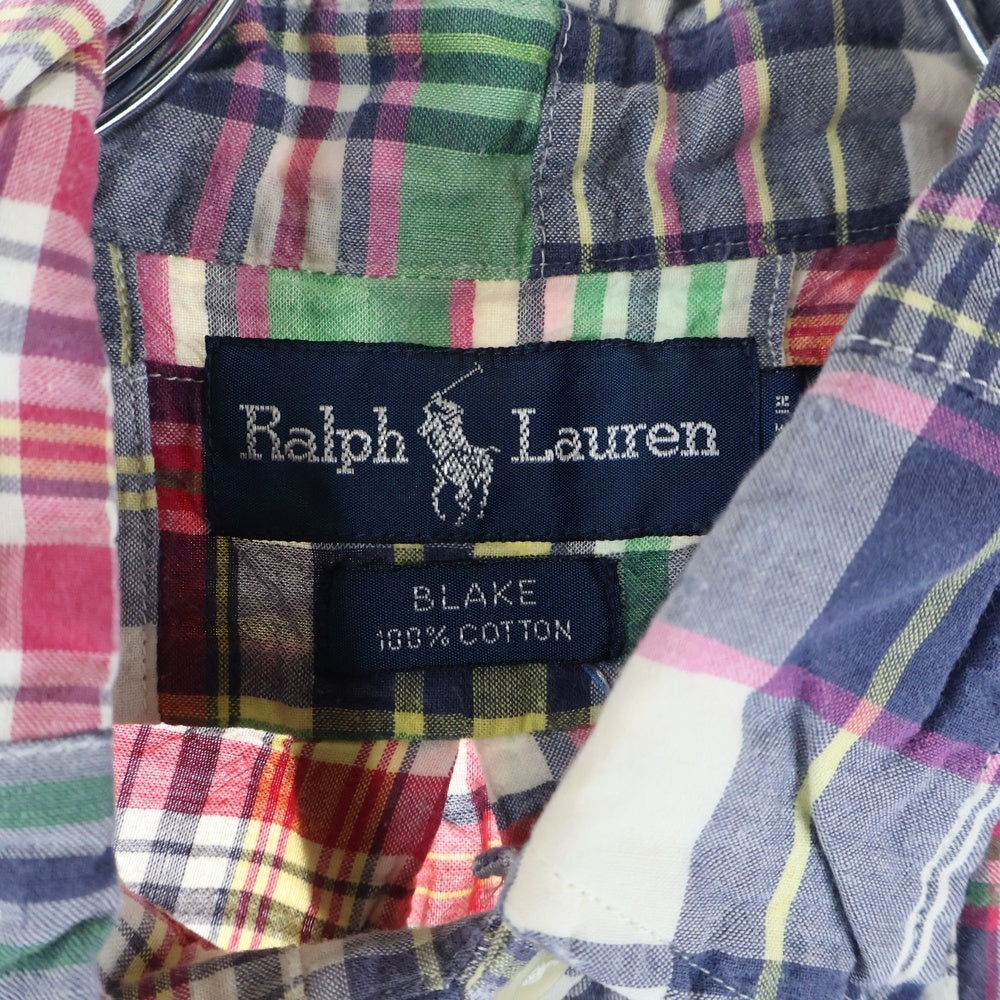 Ralph Lauren
BLAKE
100% COTTON